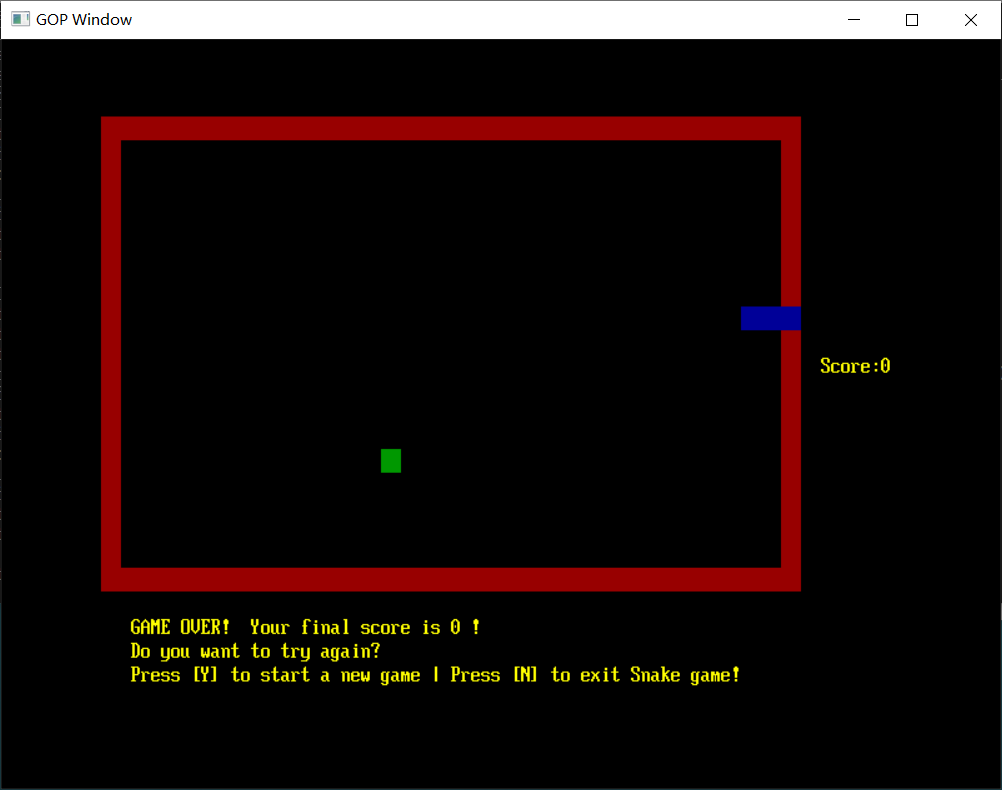 GOP Window
Score:0
GAME OVER!  Your final score is 0 !
Do you want to try again?
Press [Y] to start a new game | Press [N] to exit Snake game!